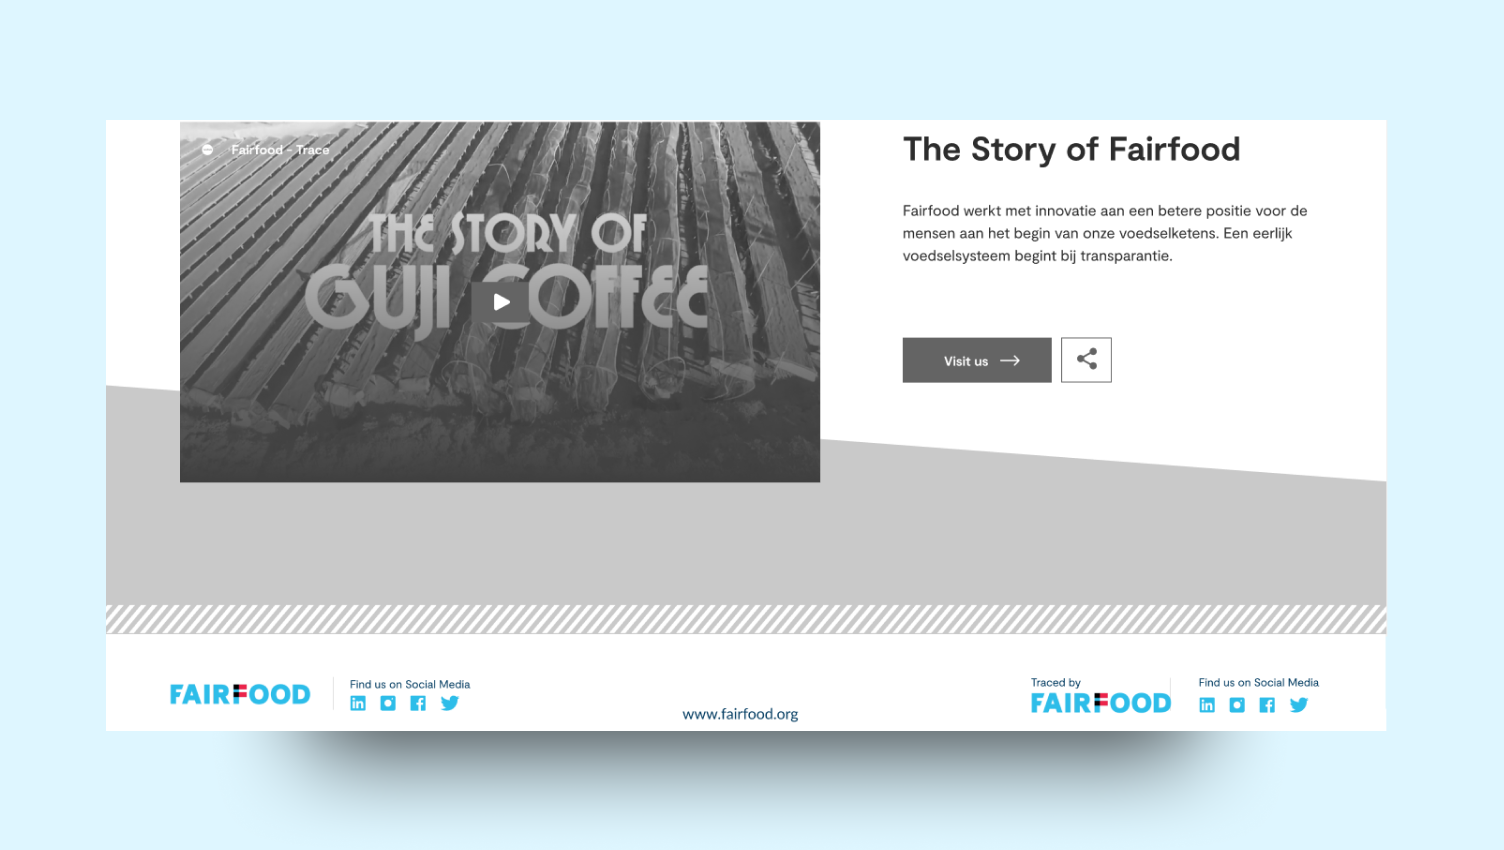 Fairfood - Trace
THE STORY OF
GUJI COFFEE
The Story of Fairfood
Fairfood werkt met innovatie aan een betere positie voor de
mensen aan het begin van onze voedselketens. Een eerlijk
voedselsysteem begint bij transparantie.
Visit us
FAIRFOOD
Find us on Social Media
www.fairfood.org
Traced by
FAIRFOOD
Find us on Social Media